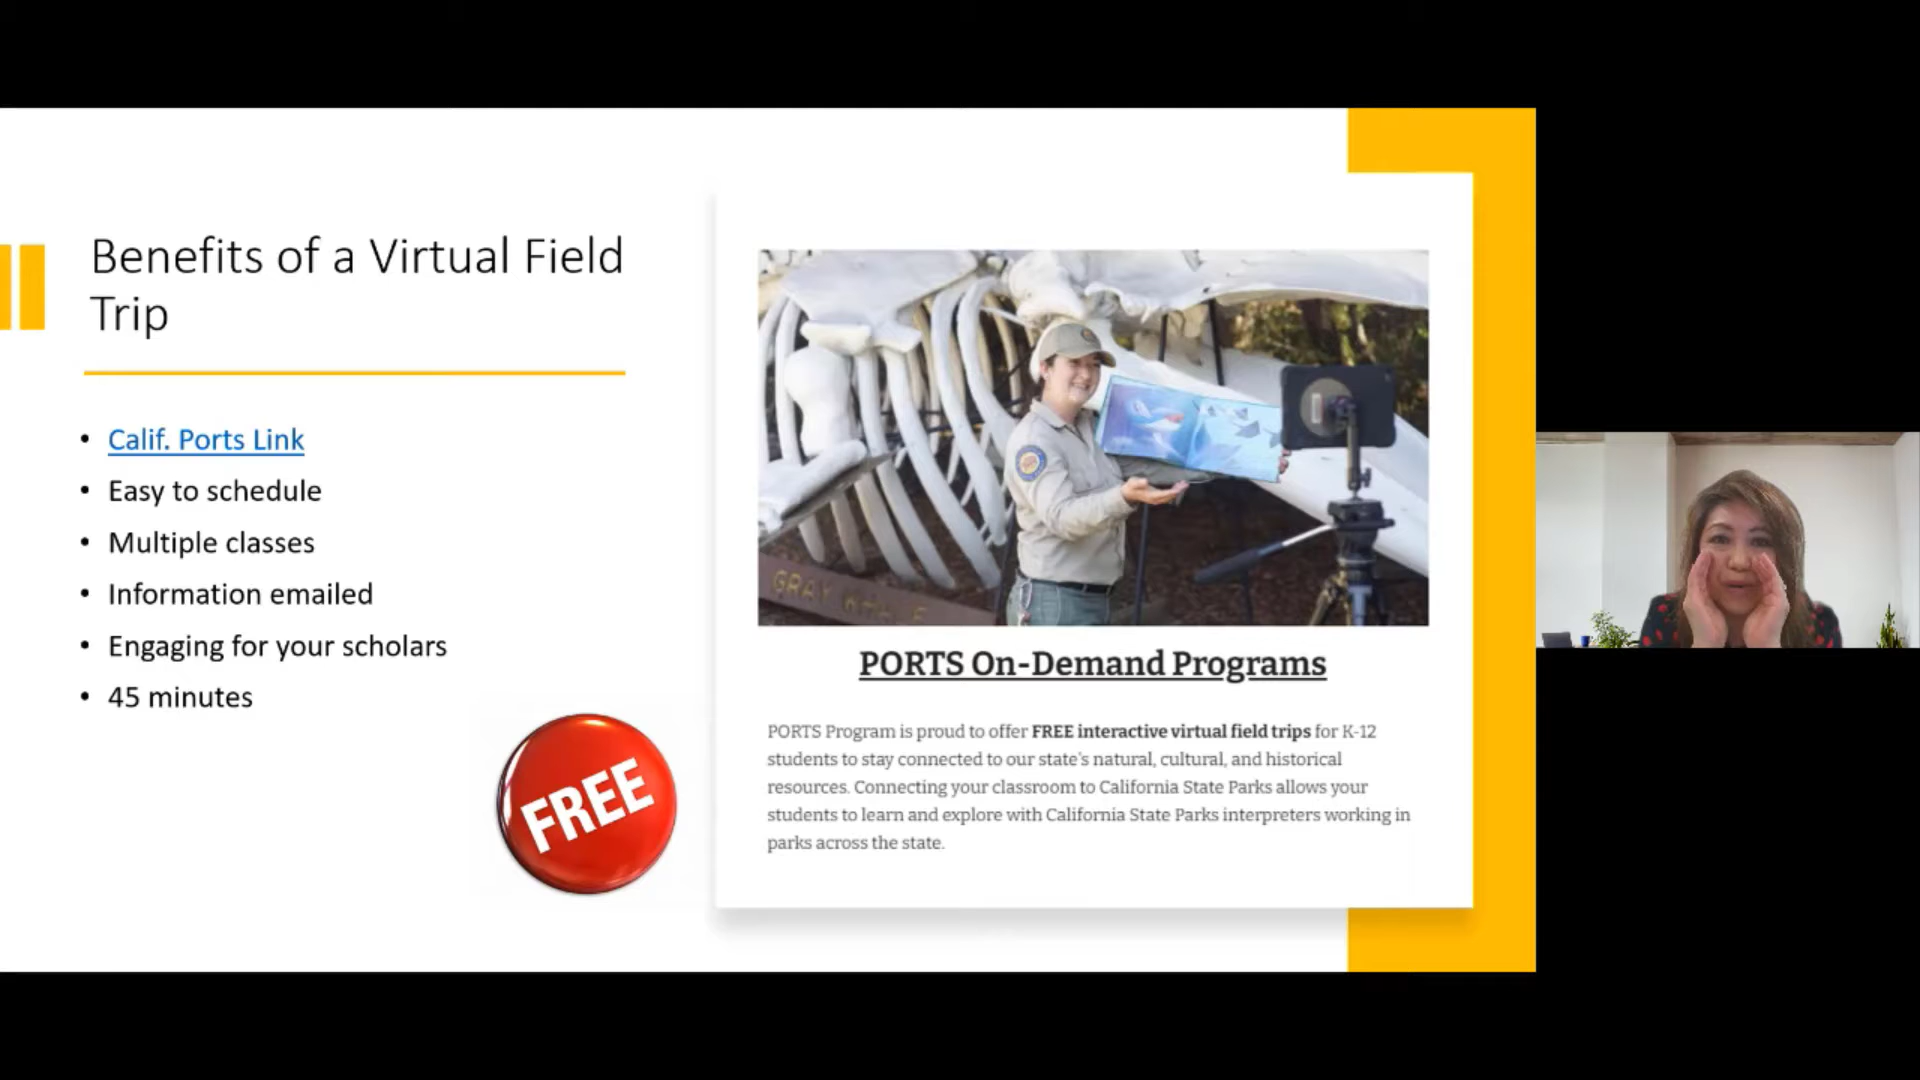 Benefits of a Virtual Field
Trip
• Calif. Ports Link
• Easy to schedule
• Multiple classes
• Information emailed
• Engaging for your scholars
• 45 minutes
FREE
GRAY WHALE
PORTS On-Demand Programs
PORTS Program is proud to offer FREE interactive virtual field trips for K-12
students to stay connected to our state's natural, cultural, and historical
resources. Connecting your classroom to California State Parks allows your
students to learn and explore with California State Parks interpreters working in
parks across the state.